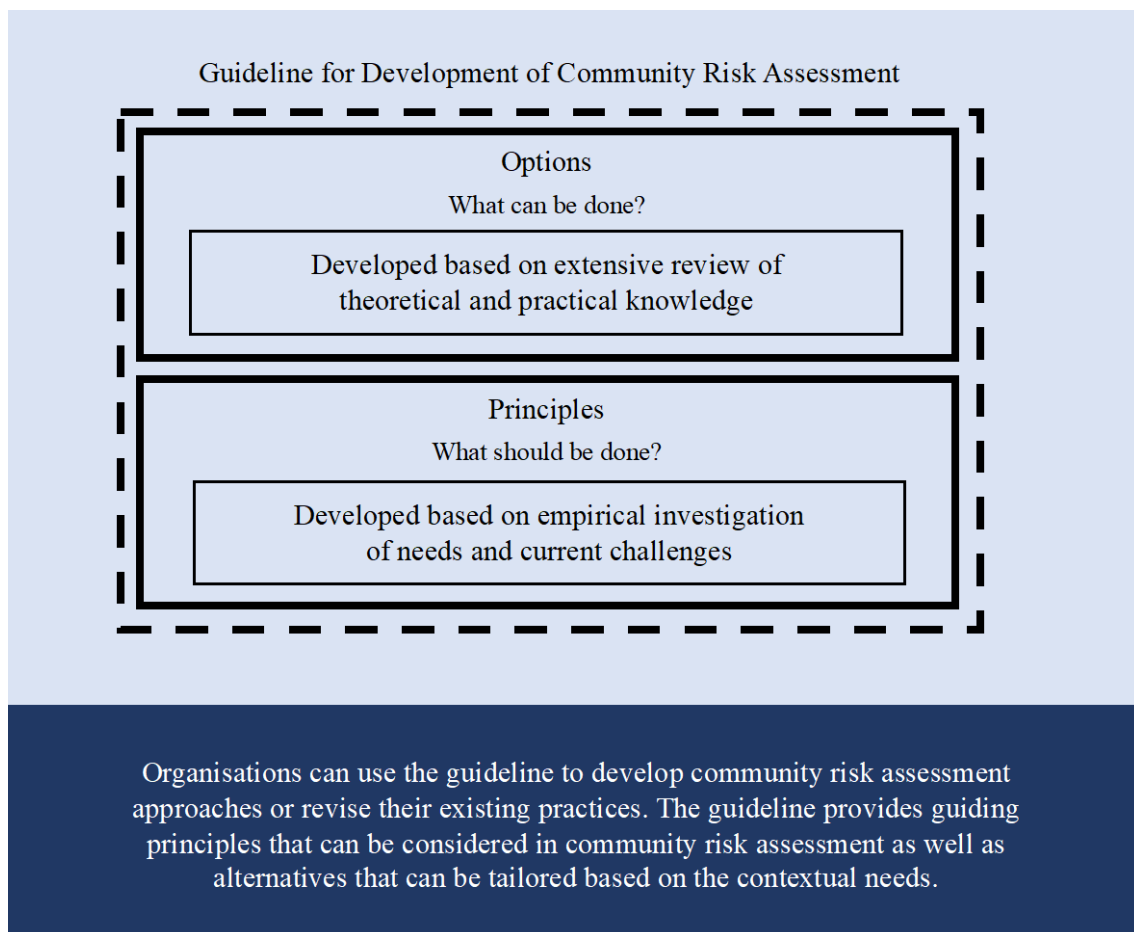 Guideline for Development of Community Risk Assessment
Options
What can be done?
Developed based on extensive review of
theoretical and practical knowledge
Principles
What should be done?
Developed based on empirical investigation
of needs and current challenges
Organisations can use the guideline to develop community risk assessment
approaches or revise their existing practices. The guideline provides guiding
principles that can be considered in community risk assessment as well as
alternatives that can be tailored based on the contextual needs.